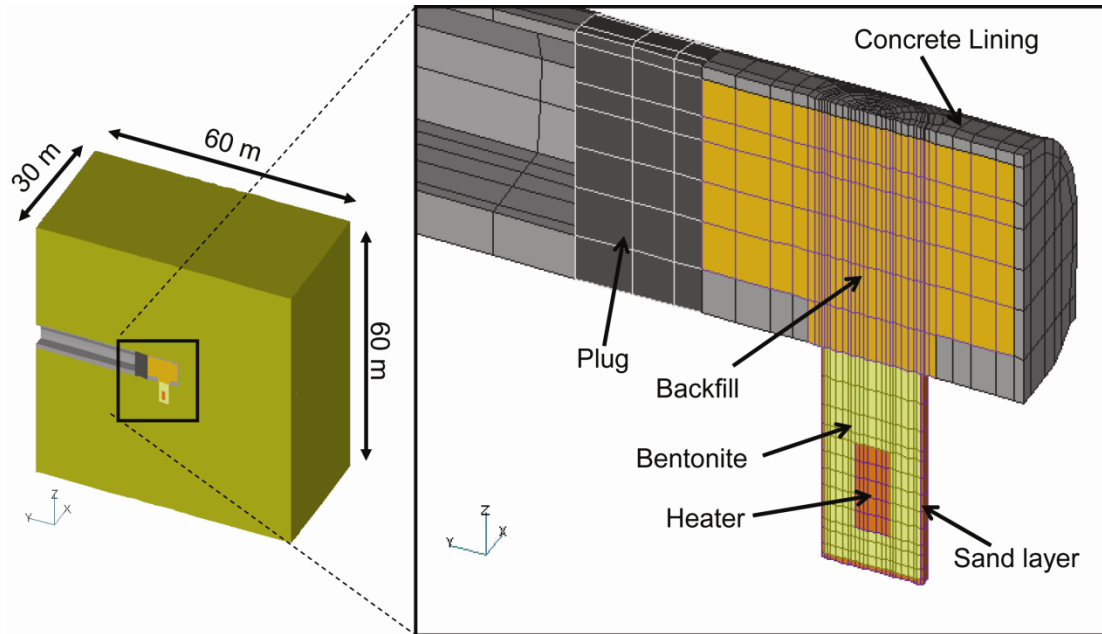 60 m
30 m
60 m
Z
Y
X
Concrete Lining
Plug
Backfill
Bentonite
Heater
Sand layer
Z
Y
X